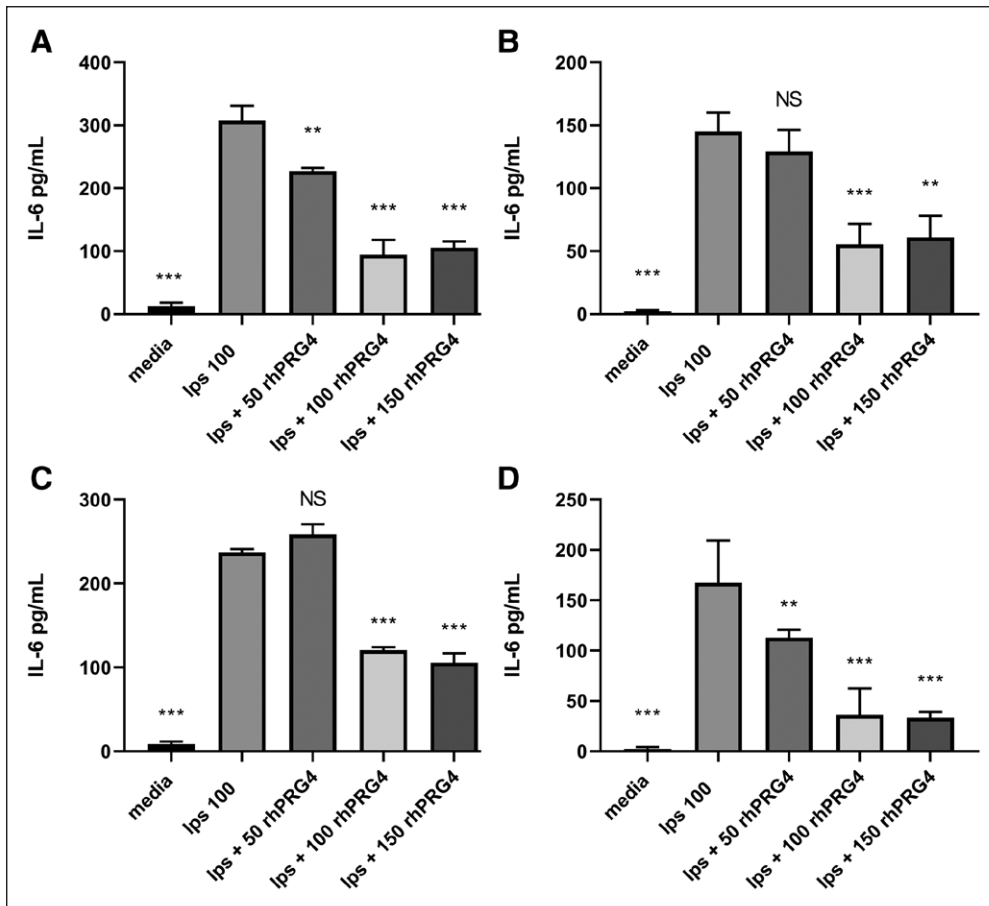 A
IL-6 pg/mL
400
300
200
100
0
***
**
***
***
media
lps 100
lps + 50 rhPRG4
lps + 100 rhPRG4
lps + 150 rhPRG4
B
IL-6 pg/mL
200
150
100
50
0
***
NS
***
**
media
lps 100
lps + 50 rhPRG4
lps + 100 rhPRG4
lps + 150 rhPRG4
C
IL-6 pg/mL
300
200
100
0
***
NS
***
***
media
lps 100
lps + 50 rhPRG4
lps + 100 rhPRG4
lps + 150 rhPRG4
D
IL-6 pg/mL
250
200
150
100
50
0
***
**
***
***
media
lps 100
lps + 50 rhPRG4
lps + 100 rhPRG4
lps + 150 rhPRG4